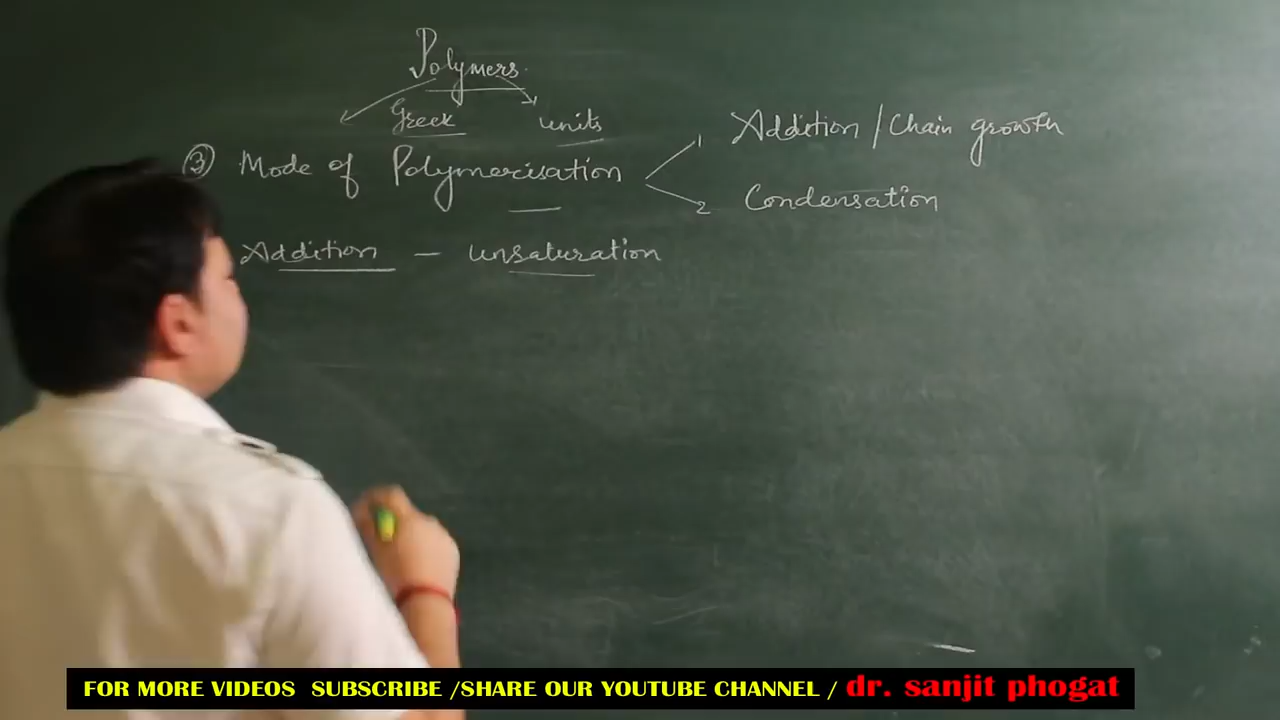 Polymers
Greek units
③ Mode of Polymerisation
1 Addition / Chain growth
2 Condensation
Addition - unsaturation
FOR MORE VIDEOS SUBSCRIBE /SHARE OUR YOUTUBE CHANNEL / dr. sanjit phogat